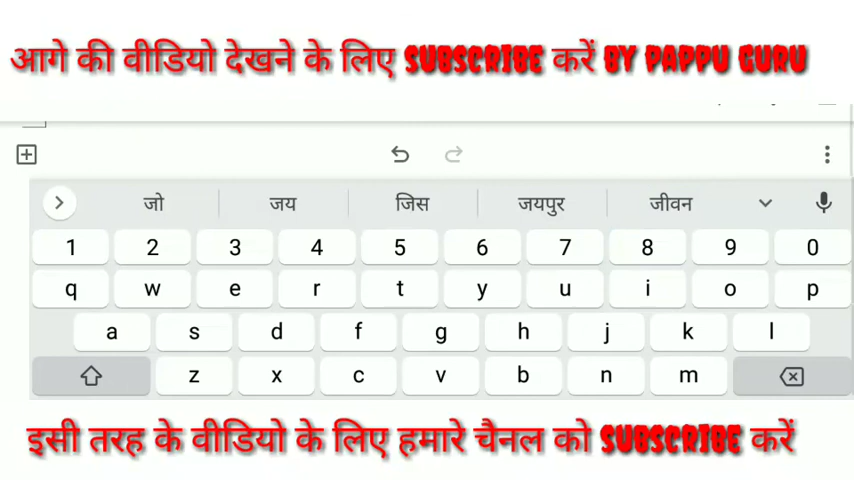 आगे की वीडियो देखने के लिए SUBSCRIBE करें BY PAPPU GURU
जो जय जिस जयपुर जीवन
1 2 3 4 5 6 7 8 9 0
q w e r t y u i o p
a s d f g h j k l
z x c v b n m
इसी तरह के वीडियो के लिए हमारे चैनल को SUBSCRIBE करें